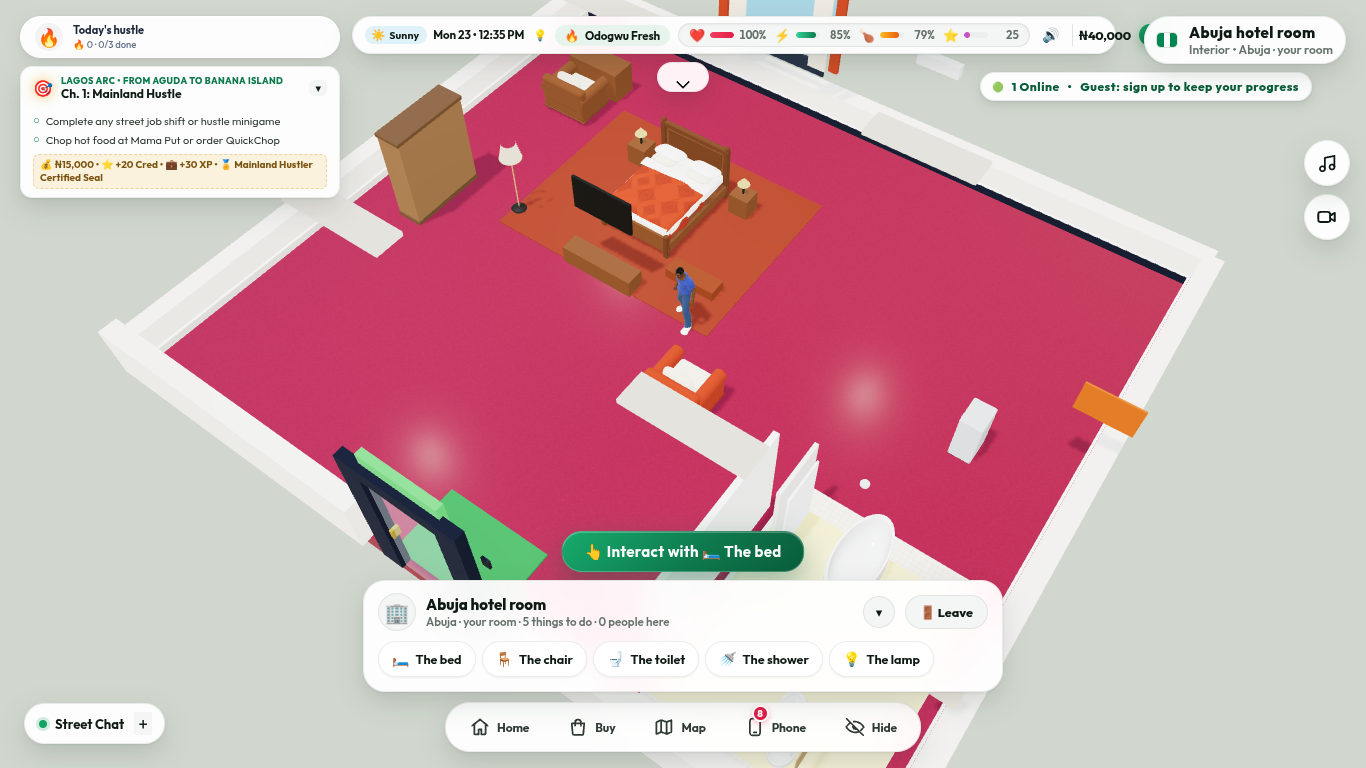 Today's hustle
0 · 0/3 done
LAGOS ARC • FROM AGUDA TO BANANA ISLAND
Ch. 1: Mainland Hustle
Complete any street job shift or hustle minigame
Chop hot food at Mama Put or order QuickChop
₦15,000 • +20 Cred • +30 XP • Mainland Hustler
Certified Seal
Sunny
Mon 23 • 12:35 PM
Odogwu Fresh
100%
85%
79%
25
₦40,000
Abuja hotel room
Interior • Abuja · your room
1 Online • Guest: sign up to keep your progress
Interact with The bed
Abuja hotel room
Abuja · your room · 5 things to do · 0 people here
Leave
The bed
The chair
The toilet
The shower
The lamp
Street Chat +
Home
Buy
Map
8
Phone
Hide